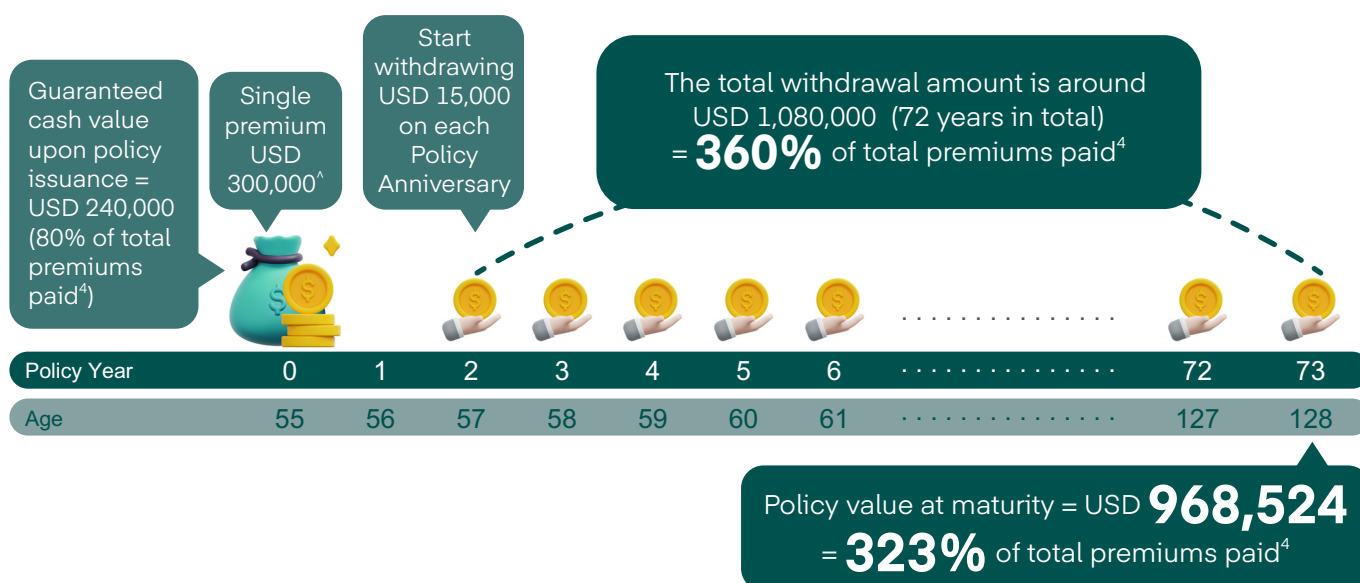 Guaranteed
cash value
upon policy
issuance =
USD 240,000
(80% of total
premiums
paid⁴)
Single
premium
USD
300,000^
Start
withdrawing
USD 15,000
on each
Policy
Anniversary
The total withdrawal amount is around
USD 1,080,000 (72 years in total)
= 360% of total premiums paid⁴
$ $
$ $ $ $ $ $ $
Policy Year 0 1 2 3 4 5 6 ............... 72 73
Age 55 56 57 58 59 60 61 ............... 127 128
Policy value at maturity = USD 968,524
= 323% of total premiums paid⁴